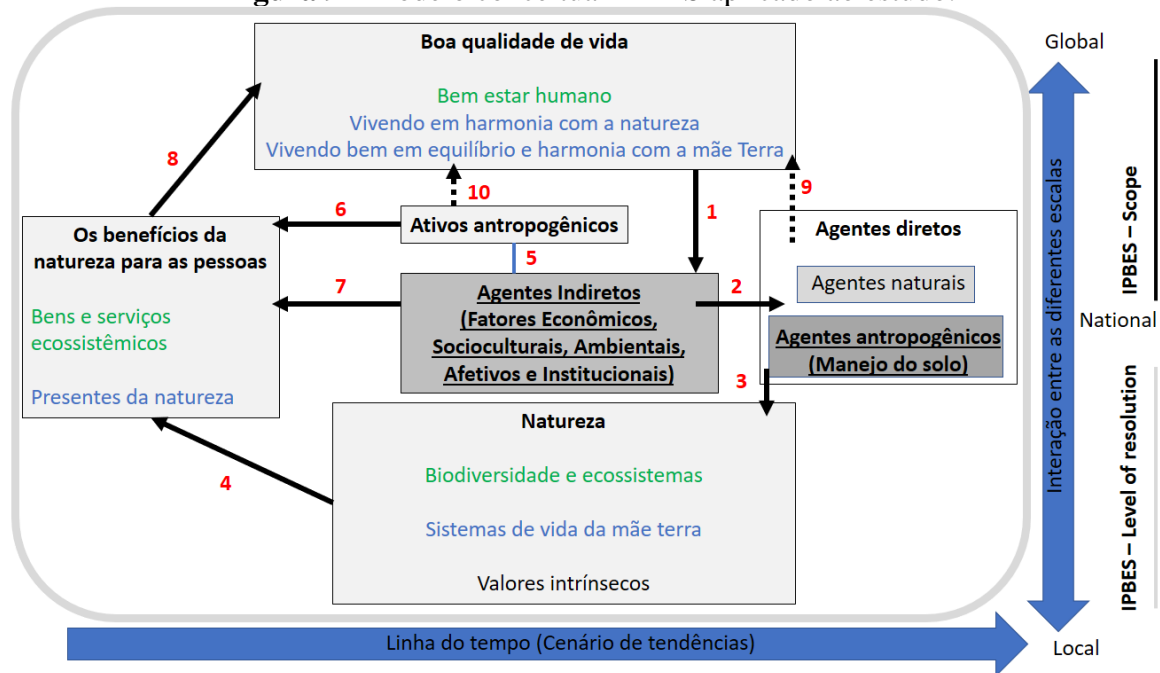 Boa qualidade de vida
Bem estar humano
Vivendo em harmonia com a natureza
Vivendo bem em equilíbrio e harmonia com a mãe Terra
8
10
9
1
6
Ativos antropogênicos
5
Os benefícios da
natureza para as pessoas
Bens e serviços
ecossistêmicos
Presentes da natureza
7
Agentes Indiretos
(Fatores Econômicos,
Socioculturais, Ambientais,
Afetivos e Institucionais)
2
Agentes diretos
Agentes naturais
Agentes antropogênicos
(Manejo do solo)
3
4
Natureza
Biodiversidade e ecossistemas
Sistemas de vida da mãe terra
Valores intrínsecos
Linha do tempo (Cenário de tendências)
Global
Interação entre as diferentes escalas
IPBES – Scope
National
IPBES – Level of resolution
Local